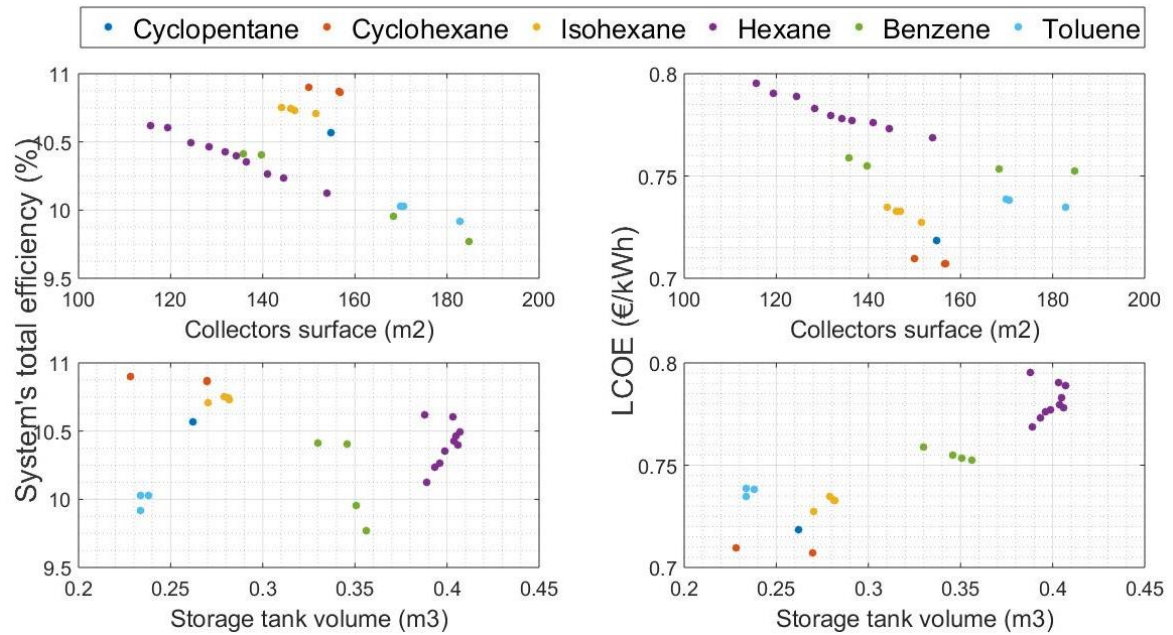 Cyclopentane Cyclohexane Isohexane Hexane Benzene Toluene
System's total efficiency (%)
11
10.5
10
9.5
100 120 140 160 180 200
Collectors surface (m2)
LCOE (€/kWh)
0.8
0.75
0.7
100 120 140 160 180 200
Collectors surface (m2)
11
10.5
10
9.5
0.2 0.25 0.3 0.35 0.4 0.45
Storage tank volume (m3)
0.8
0.75
0.7
0.2 0.25 0.3 0.35 0.4 0.45
Storage tank volume (m3)